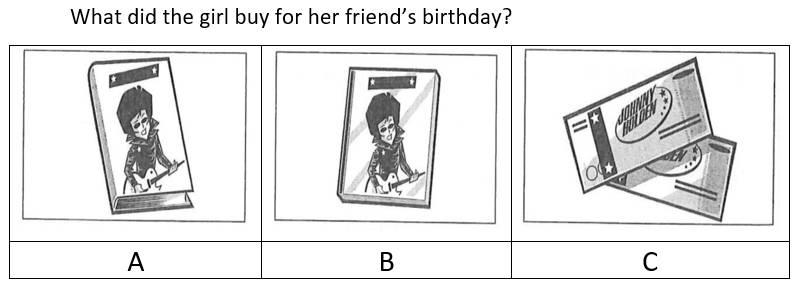 What did the girl buy for her friend’s birthday?
JOHNNY
HOLDEN
A
B
C